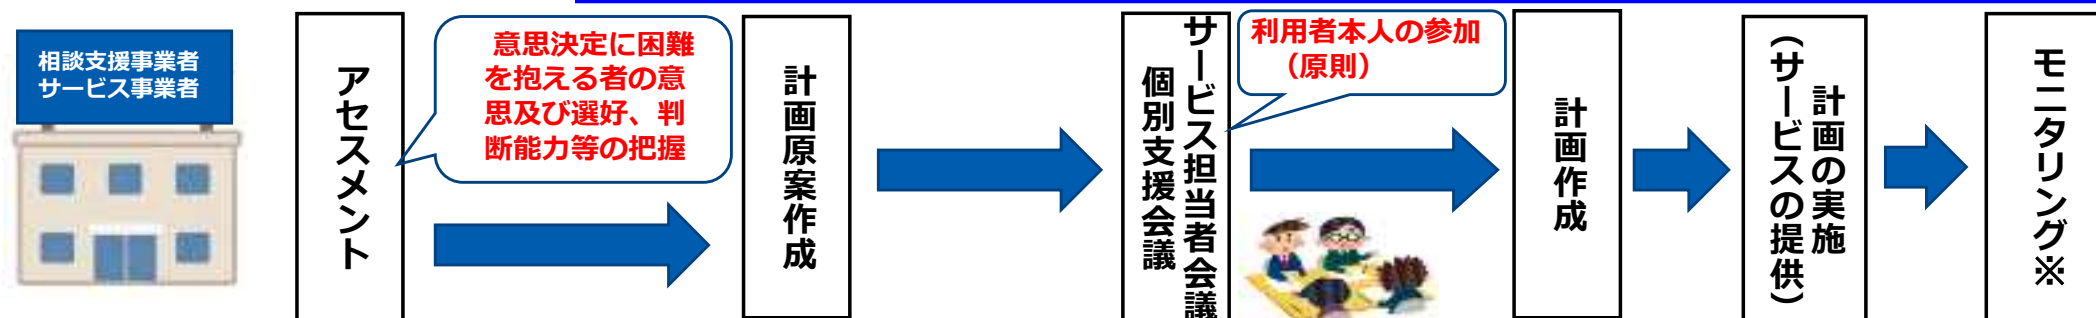 相談支援事業者
サービス事業者
アセスメント
意思決定に困難
を抱える者の意
思及び選好、判
断能力等の把握
計画原案作成
サービス担当者会議
個別支援会議
利用者本人の参加
（原則）
計画作成
計画の実施
（サービスの提供）
モニタリング※